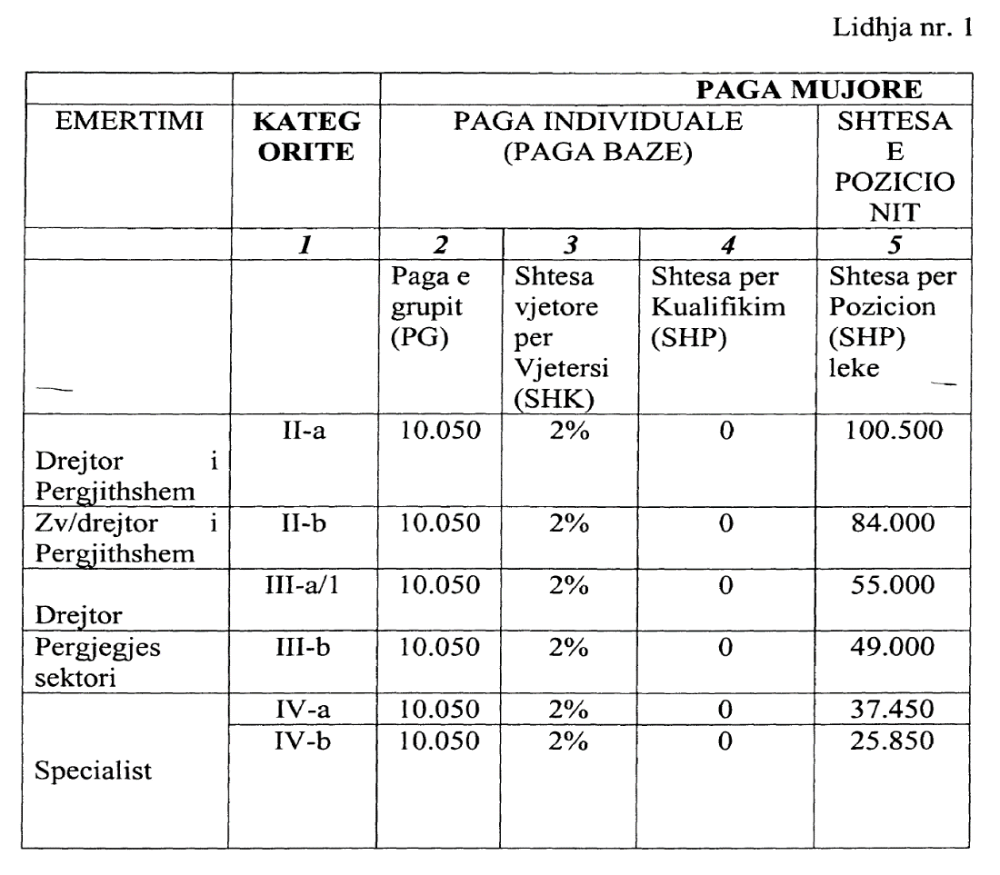 Lidhja nr. 1
PAGA MUJORE
EMERTIMI KATEG PAGA INDIVIDUALE SHTESA
ORITE (PAGA BAZE) E
POZICIO
NIT
1 2 3 4 5
Paga e Shtesa Shtesa per Shtesa per
grupit vjetore Kualifikim Pozicion
(PG) per (SHP) (SHP)
Vjetersi leke
(SHK)
II-a 10.050 2% 0 100.500
Drejtor i
Pergjithshem
Zv/drejtor i II-b 10.050 2% 0 84.000
Pergjithshem
III-a/1 10.050 2% 0 55.000
Drejtor
Pergjegjes III-b 10.050 2% 0 49.000
sektori
IV-a 10.050 2% 0 37.450
IV-b 10.050 2% 0 25.850
Specialist